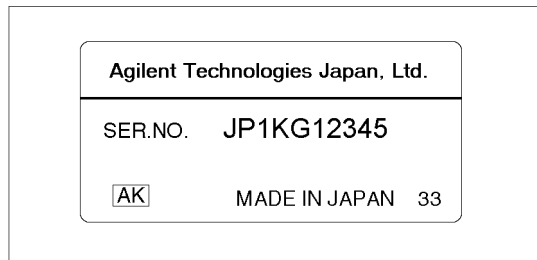 Agilent Technologies Japan, Ltd.
SER.NO. JP1KG12345
AK MADE IN JAPAN 33